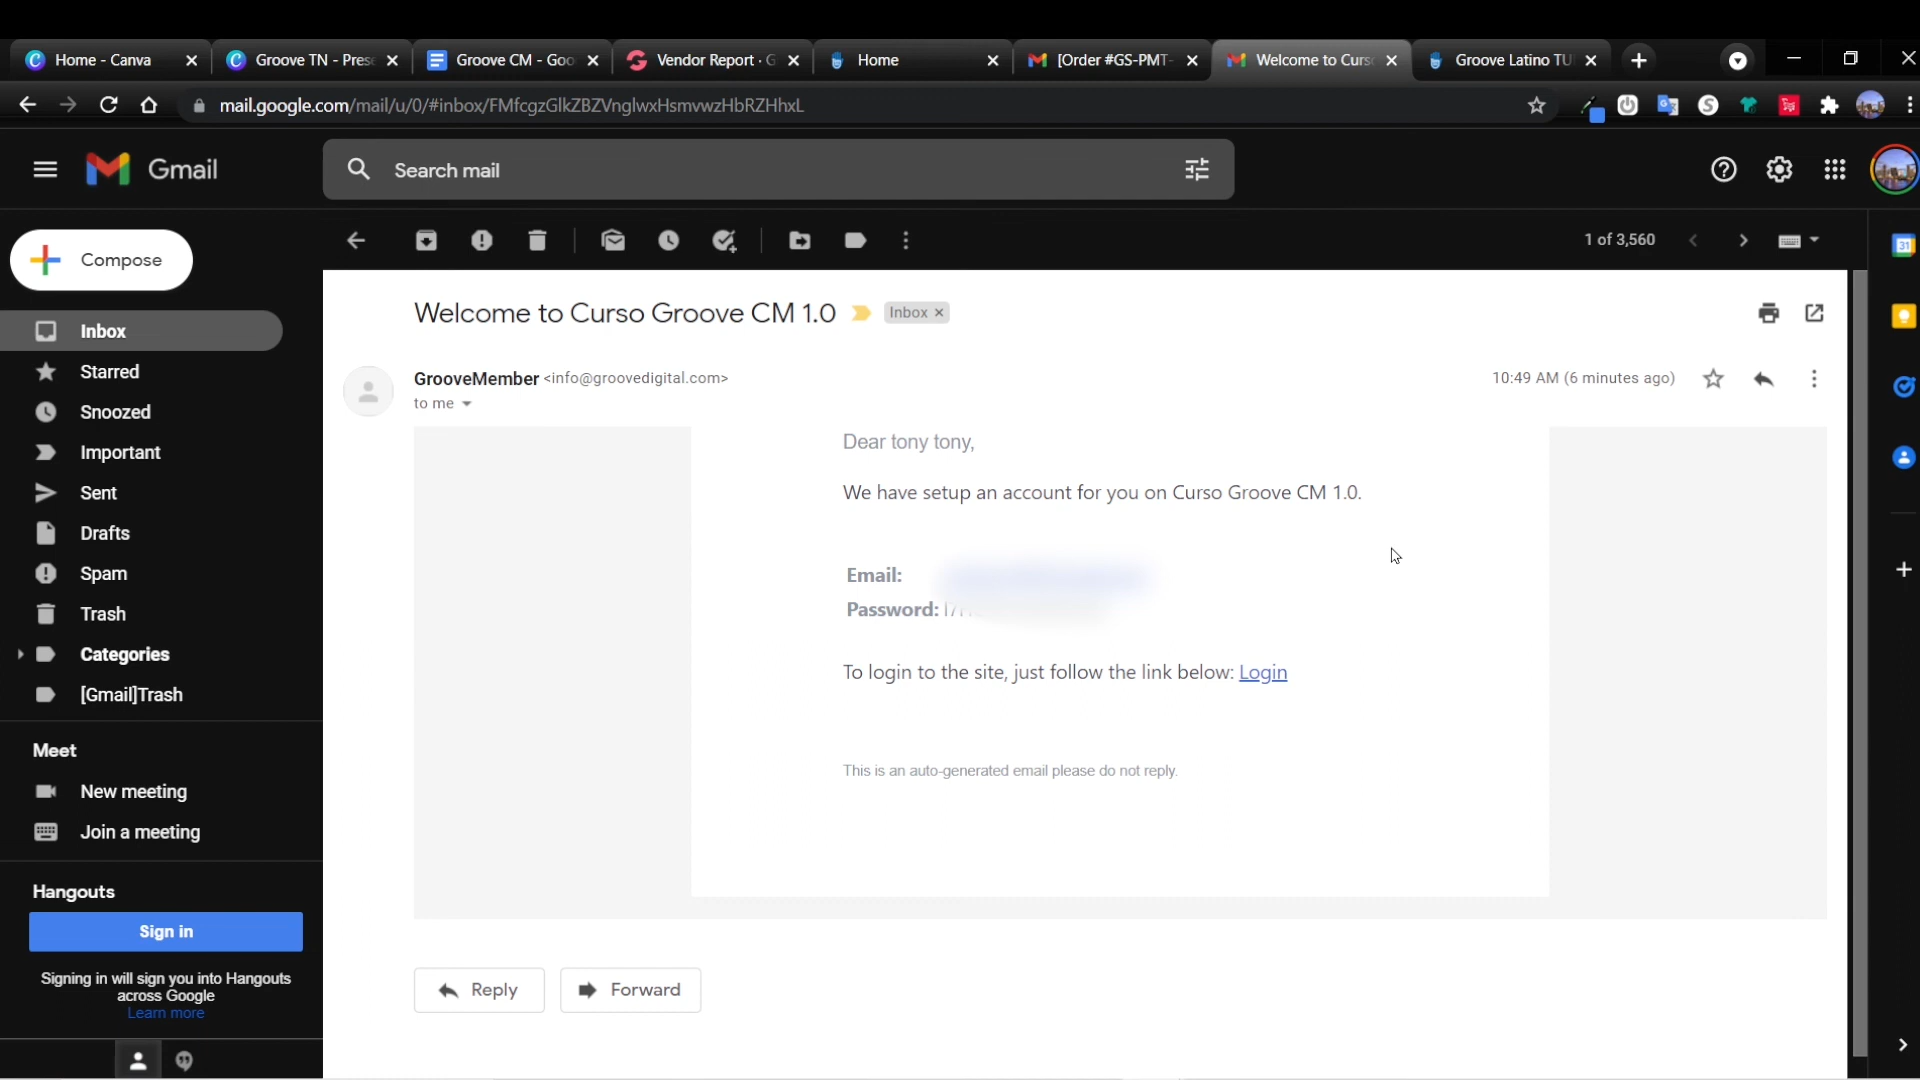 Home - Canva
Groove TN - Pres
Groove CM - Goo
Vendor Report - G
Home
[Order #GS-PMT-
Welcome to Curs
Groove Latino TU
mail.google.com/mail/u/0/#inbox/FMfcgzGlkZBZVnglwxHsmvwzHbRZHhxL
Gmail
Search mail
Compose
1 of 3,560
31
Inbox
Starred
Snoozed
Important
Sent
Drafts
Spam
Trash
Categories
[Gmail]Trash
Meet
New meeting
Join a meeting
Hangouts
Sign in
Signing in will sign you into Hangouts
across Google
Learn more
Welcome to Curso Groove CM 1.0
Inbox
GrooveMember <info@groovedigital.com>
10:49 AM (6 minutes ago)
to me
Dear tony tony,
We have setup an account for you on Curso Groove CM 1.0.
Email:
Password:
To login to the site, just follow the link below: Login
This is an auto-generated email please do not reply.
Reply
Forward